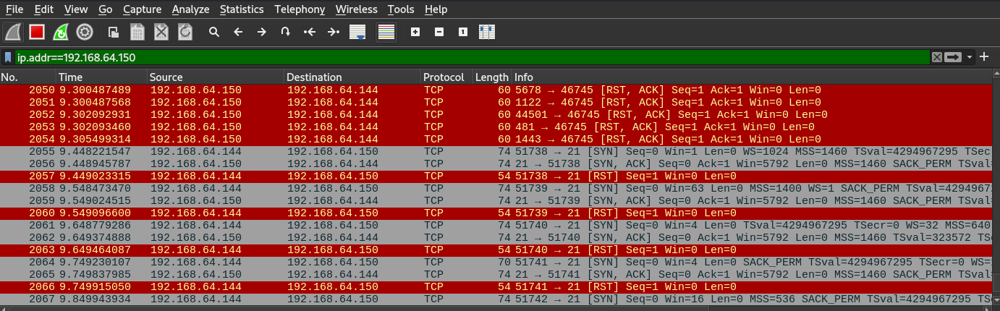 File Edit View Go Capture Analyze Statistics Telephony Wireless Tools Help
ip.addr==192.168.64.150
No. Time Source Destination Protocol Length Info
2050 9.300487489 192.168.64.150 192.168.64.144 TCP 60 5678 → 46745 [RST, ACK] Seq=1 Ack=1 Win=0 Len=0
2051 9.300487568 192.168.64.150 192.168.64.144 TCP 60 1122 → 46745 [RST, ACK] Seq=1 Ack=1 Win=0 Len=0
2052 9.302092931 192.168.64.150 192.168.64.144 TCP 60 44501 → 46745 [RST, ACK] Seq=1 Ack=1 Win=0 Len=0
2053 9.302093460 192.168.64.150 192.168.64.144 TCP 60 481 → 46745 [RST, ACK] Seq=1 Ack=1 Win=0 Len=0
2054 9.305499314 192.168.64.150 192.168.64.144 TCP 60 1443 → 46745 [RST, ACK] Seq=1 Ack=1 Win=0 Len=0
2055 9.448221547 192.168.64.144 192.168.64.150 TCP 74 51738 → 21 [SYN] Seq=0 Win=1 Len=0 WS=1024 MSS=1460 TSval=4294967295 TSecr
2056 9.448945787 192.168.64.150 192.168.64.144 TCP 74 21 → 51738 [SYN, ACK] Seq=0 Ack=1 Win=5792 Len=0 MSS=1460 SACK_PERM TSval=
2057 9.449023315 192.168.64.144 192.168.64.150 TCP 54 51738 → 21 [RST] Seq=1 Win=0 Len=0
2058 9.548473470 192.168.64.144 192.168.64.150 TCP 74 51739 → 21 [SYN] Seq=0 Win=63 Len=0 MSS=1400 WS=1 SACK_PERM TSval=4294967
2059 9.549024515 192.168.64.150 192.168.64.144 TCP 74 21 → 51739 [SYN, ACK] Seq=0 Ack=1 Win=5792 Len=0 MSS=1460 SACK_PERM TSval=
2060 9.549096600 192.168.64.144 192.168.64.150 TCP 54 51739 → 21 [RST] Seq=1 Win=0 Len=0
2061 9.648779286 192.168.64.144 192.168.64.150 TCP 74 51740 → 21 [SYN] Seq=0 Win=4 Len=0 TSval=4294967295 TSecr=0 WS=32 MSS=640
2062 9.649374888 192.168.64.150 192.168.64.144 TCP 74 21 → 51740 [SYN, ACK] Seq=0 Ack=1 Win=5792 Len=0 MSS=1460 TSval=323572 TSe
2063 9.649464087 192.168.64.144 192.168.64.150 TCP 54 51740 → 21 [RST] Seq=1 Win=0 Len=0
2064 9.749230107 192.168.64.144 192.168.64.150 TCP 70 51741 → 21 [SYN] Seq=0 Win=4 Len=0 SACK_PERM TSval=4294967295 TSecr=0 WS=
2065 9.749837985 192.168.64.150 192.168.64.144 TCP 74 21 → 51741 [SYN, ACK] Seq=0 Ack=1 Win=5792 Len=0 MSS=1460 SACK_PERM TSval=
2066 9.749915050 192.168.64.144 192.168.64.150 TCP 54 51741 → 21 [RST] Seq=1 Win=0 Len=0
2067 9.849943934 192.168.64.144 192.168.64.150 TCP 74 51742 → 21 [SYN] Seq=0 Win=16 Len=0 MSS=536 SACK_PERM TSval=4294967295 TSe